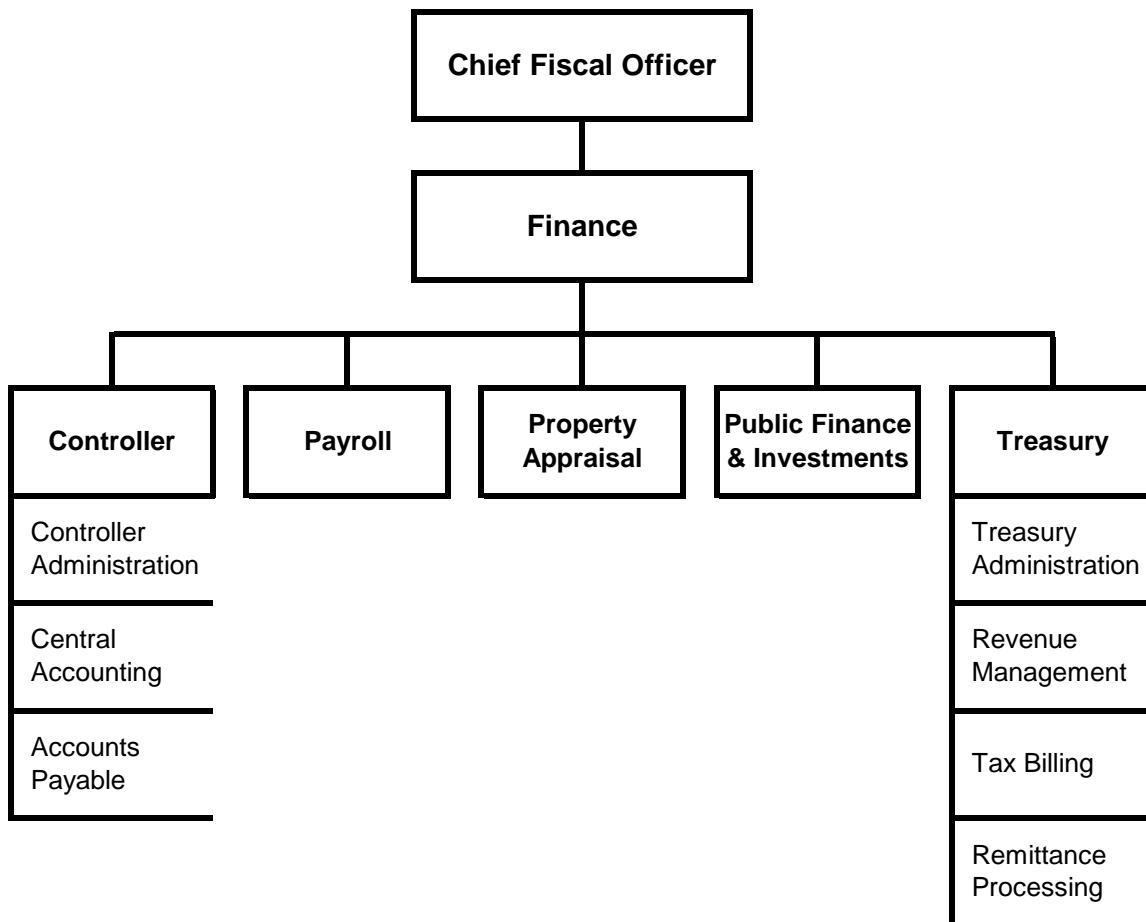 Chief Fiscal Officer
Finance
Controller
Payroll
Property
Appraisal
Public Finance
& Investments
Treasury
Controller
Administration
Central
Accounting
Accounts
Payable
Treasury
Administration
Revenue
Management
Tax Billing
Remittance
Processing